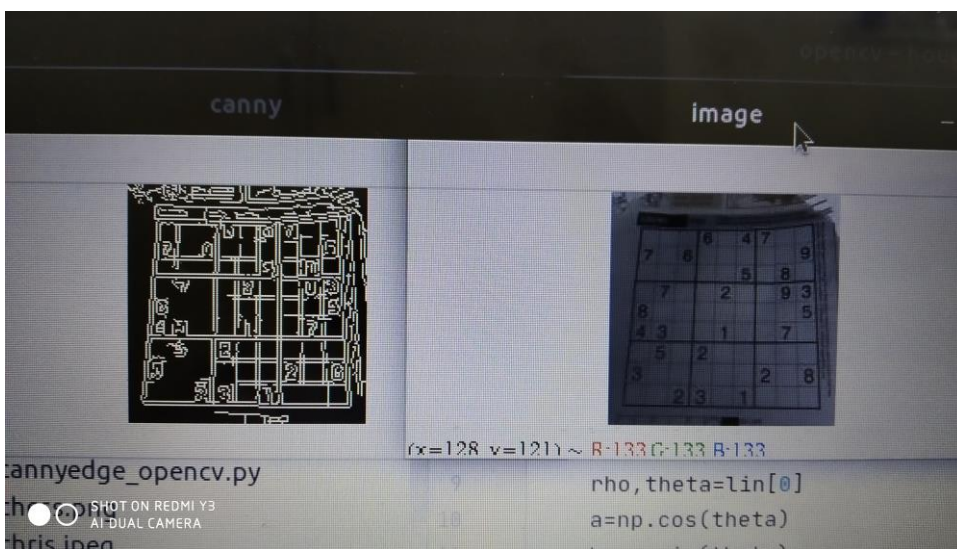 canny
image
6 4 7
7 6 9
5 8
7 2 9 3
8 5
4 3 1 7
5 2
3 2 8
2 3 1
(x=128, y=121) ~ R:133 G:133 B:133
cannyedge_opencv.py
9 rho,theta=lin[0]
SHOT ON REDMI Y3
AI DUAL CAMERA
10 a=np.cos(theta)